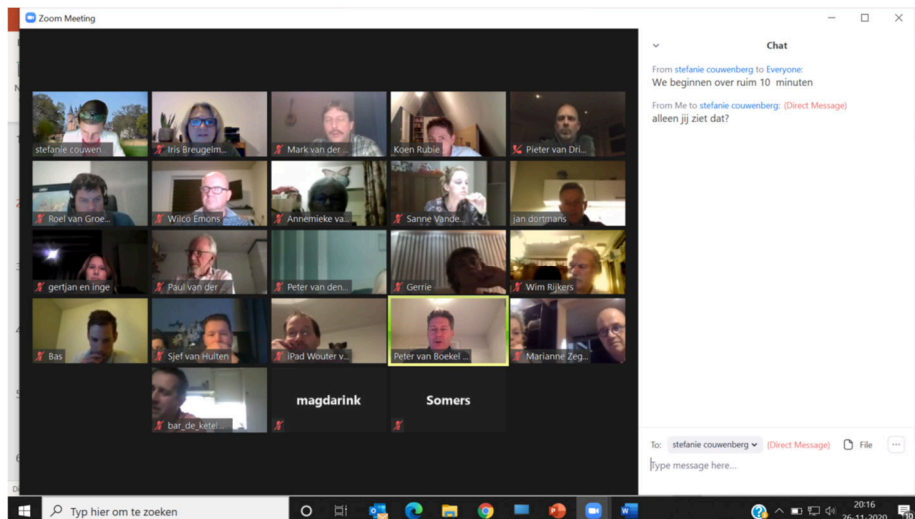 Zoom Meeting
Chat
From stefanie couwenberg to Everyone:
We beginnen over ruim 10 minuten
From Me to stefanie couwenberg: (Direct Message)
alleen jij ziet dat?
stefanie couwen...
Iris Breugelm...
Mark van der ...
Koen Rubie
Pieter van Dri...
Roel van Groe...
Wilco Emons
Annemieke va...
Sanne Vande...
jan dortmans
gertjan en inge
Paul van der ...
Peter van den...
Gerrie
Wim Rijkers
Bas
Sjef van Hulten
iPad Wouter v...
Peter van Boekel ...
Marianne Zeg...
bar_de_ketel...
magdarink
Somers
To: stefanie couwenberg (Direct Message) File ...
Type message here...
Typ hier om te zoeken
20:16
26-11-2020